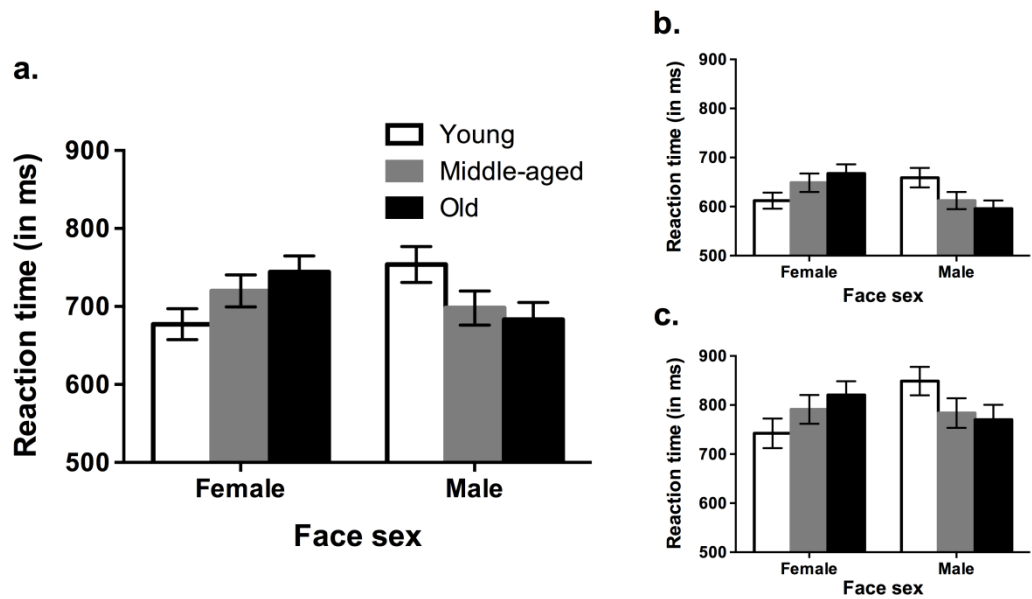 a.
Reaction time (in ms)
900
800
700
600
500
Young
Middle-aged
Old
Female
Male
Face sex
b.
Reaction time (in ms)
900
800
700
600
500
Female
Male
Face sex
c.
Reaction time (in ms)
900
800
700
600
500
Female
Male
Face sex